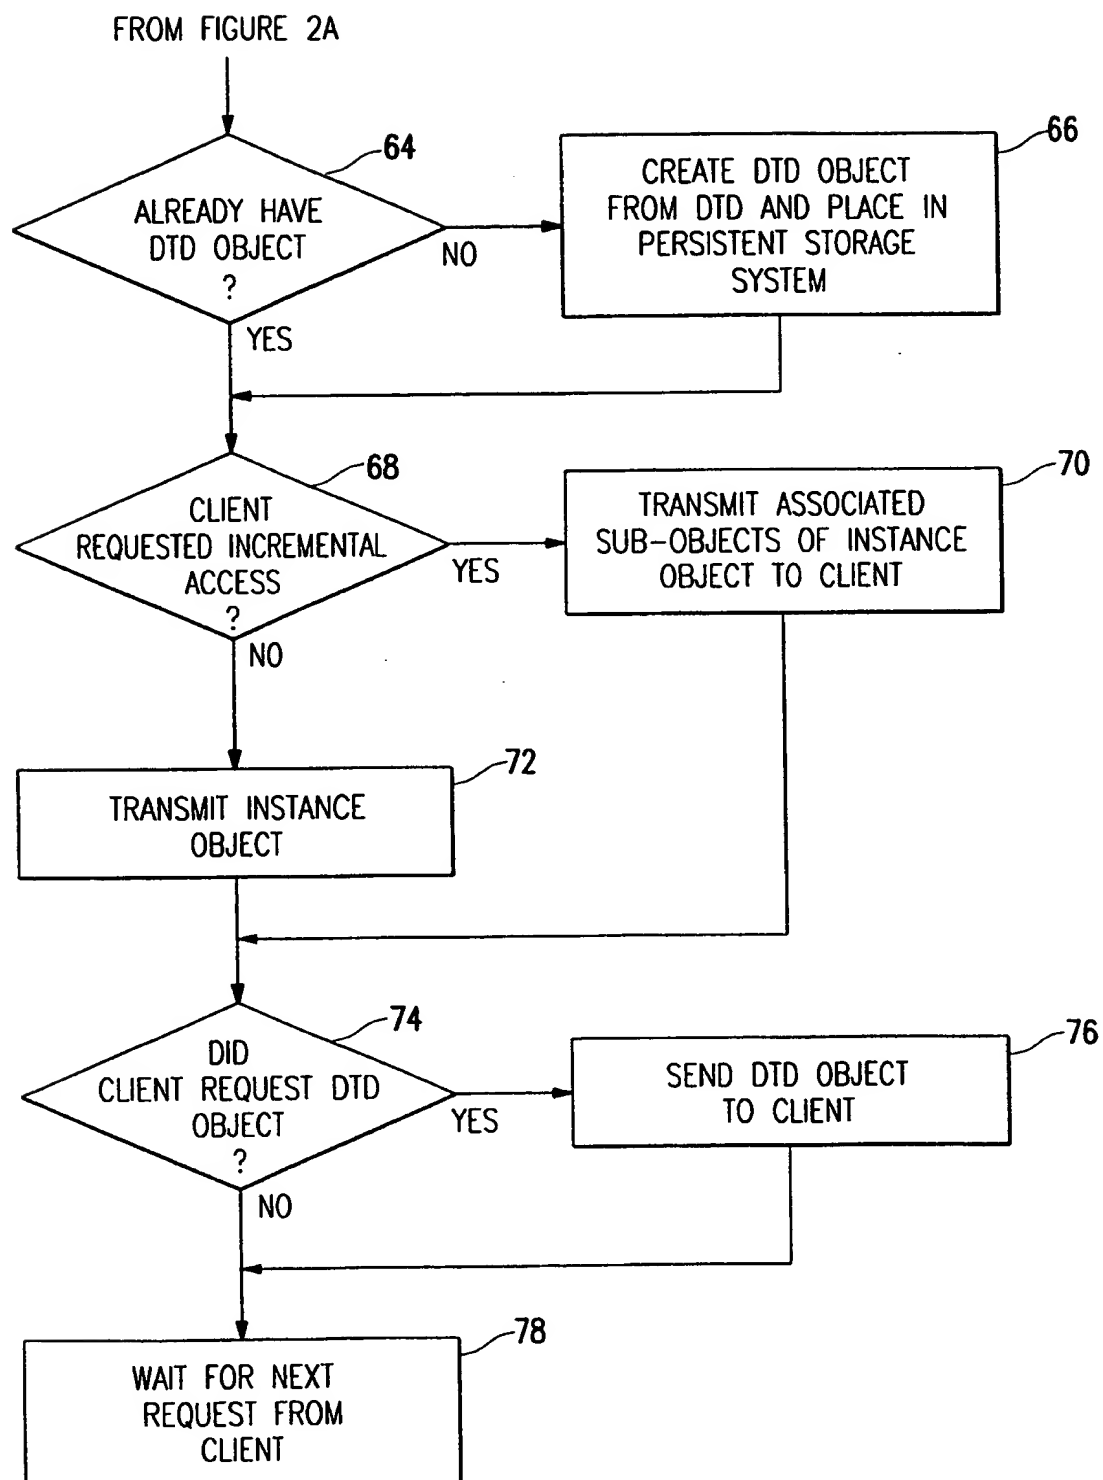 FROM FIGURE 2A
64
ALREADY HAVE
DTD OBJECT
?
NO
YES
66
CREATE DTD OBJECT
FROM DTD AND PLACE IN
PERSISTENT STORAGE
SYSTEM
68
CLIENT
REQUESTED INCREMENTAL
ACCESS
?
YES
NO
70
TRANSMIT ASSOCIATED
SUB-OBJECTS OF INSTANCE
OBJECT TO CLIENT
72
TRANSMIT INSTANCE
OBJECT
74
DID
CLIENT REQUEST DTD
OBJECT
?
YES
NO
76
SEND DTD OBJECT
TO CLIENT
78
WAIT FOR NEXT
REQUEST FROM
CLIENT